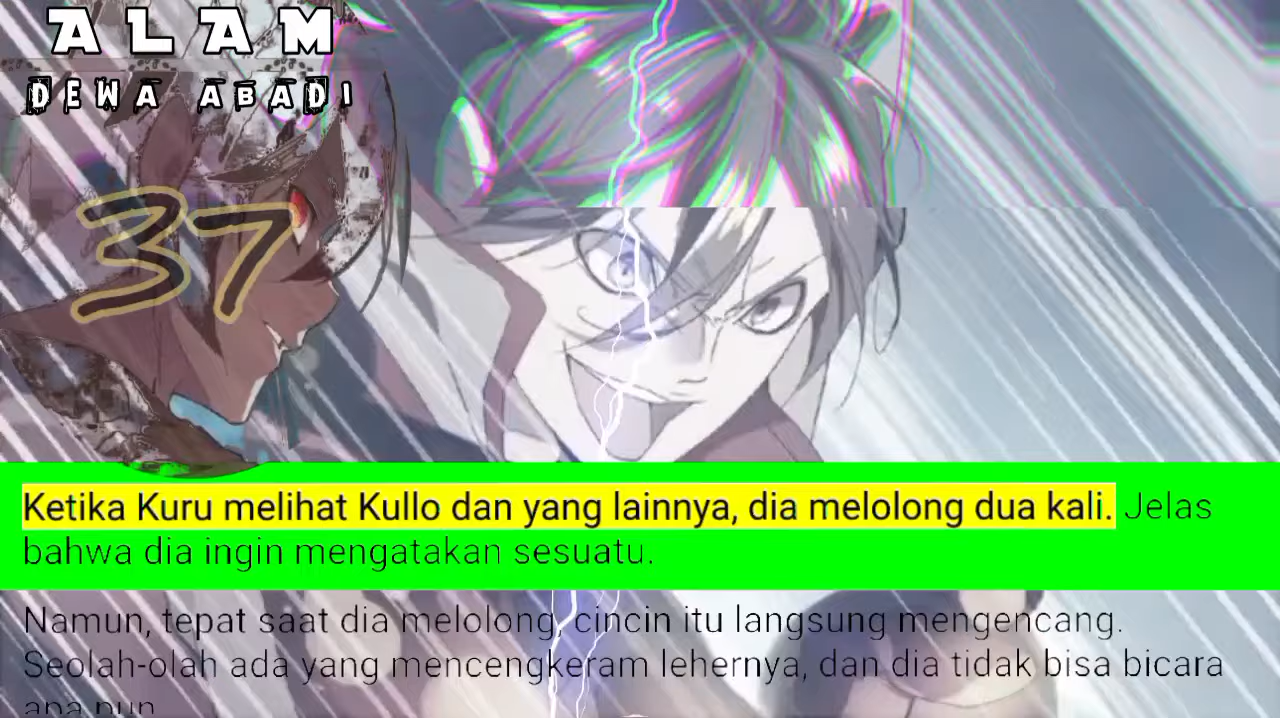 ALAM
DEWA ABADI
37
Ketika Kuru melihat Kullo dan yang lainnya, dia melolong dua kali. Jelas
bahwa dia ingin mengatakan sesuatu.
Namun, tepat saat dia melolong, cincin itu langsung mengencang.
Seolah-olah ada yang mencengkeram lehernya, dan dia tidak bisa bicara
apa pun